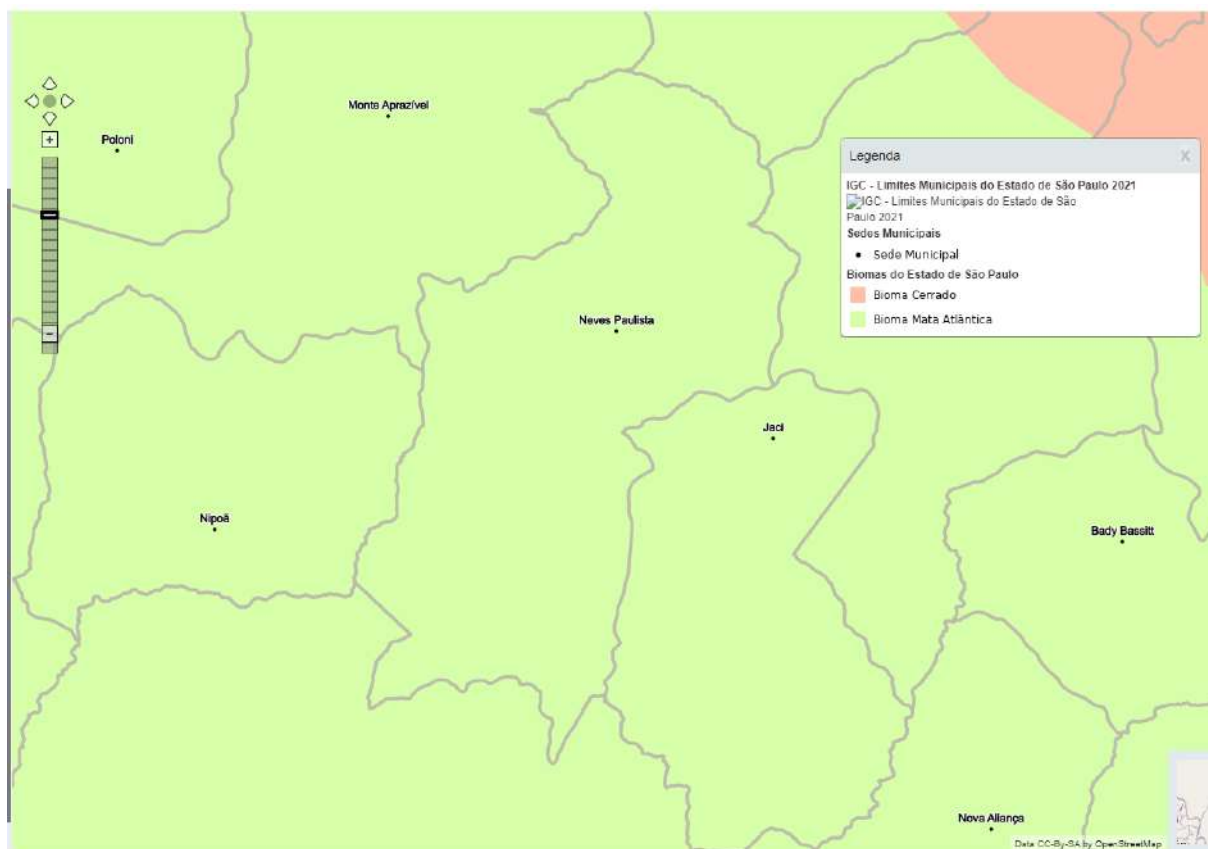 Monte Aprazível
Poloni
+
Legenda X
IGC - Limites Municipais do Estado de São Paulo 2021
IGC - Limites Municipais do Estado de São
Paulo 2021
Sedes Municipais
Sede Municipal
Biomas do Estado de São Paulo
Bioma Cerrado
Bioma Mata Atlântica
Neves Paulista
-
Jaci
Nipoã
Bady Bassitt
Nova Aliança
Data CC-By-SA by OpenStreetMap